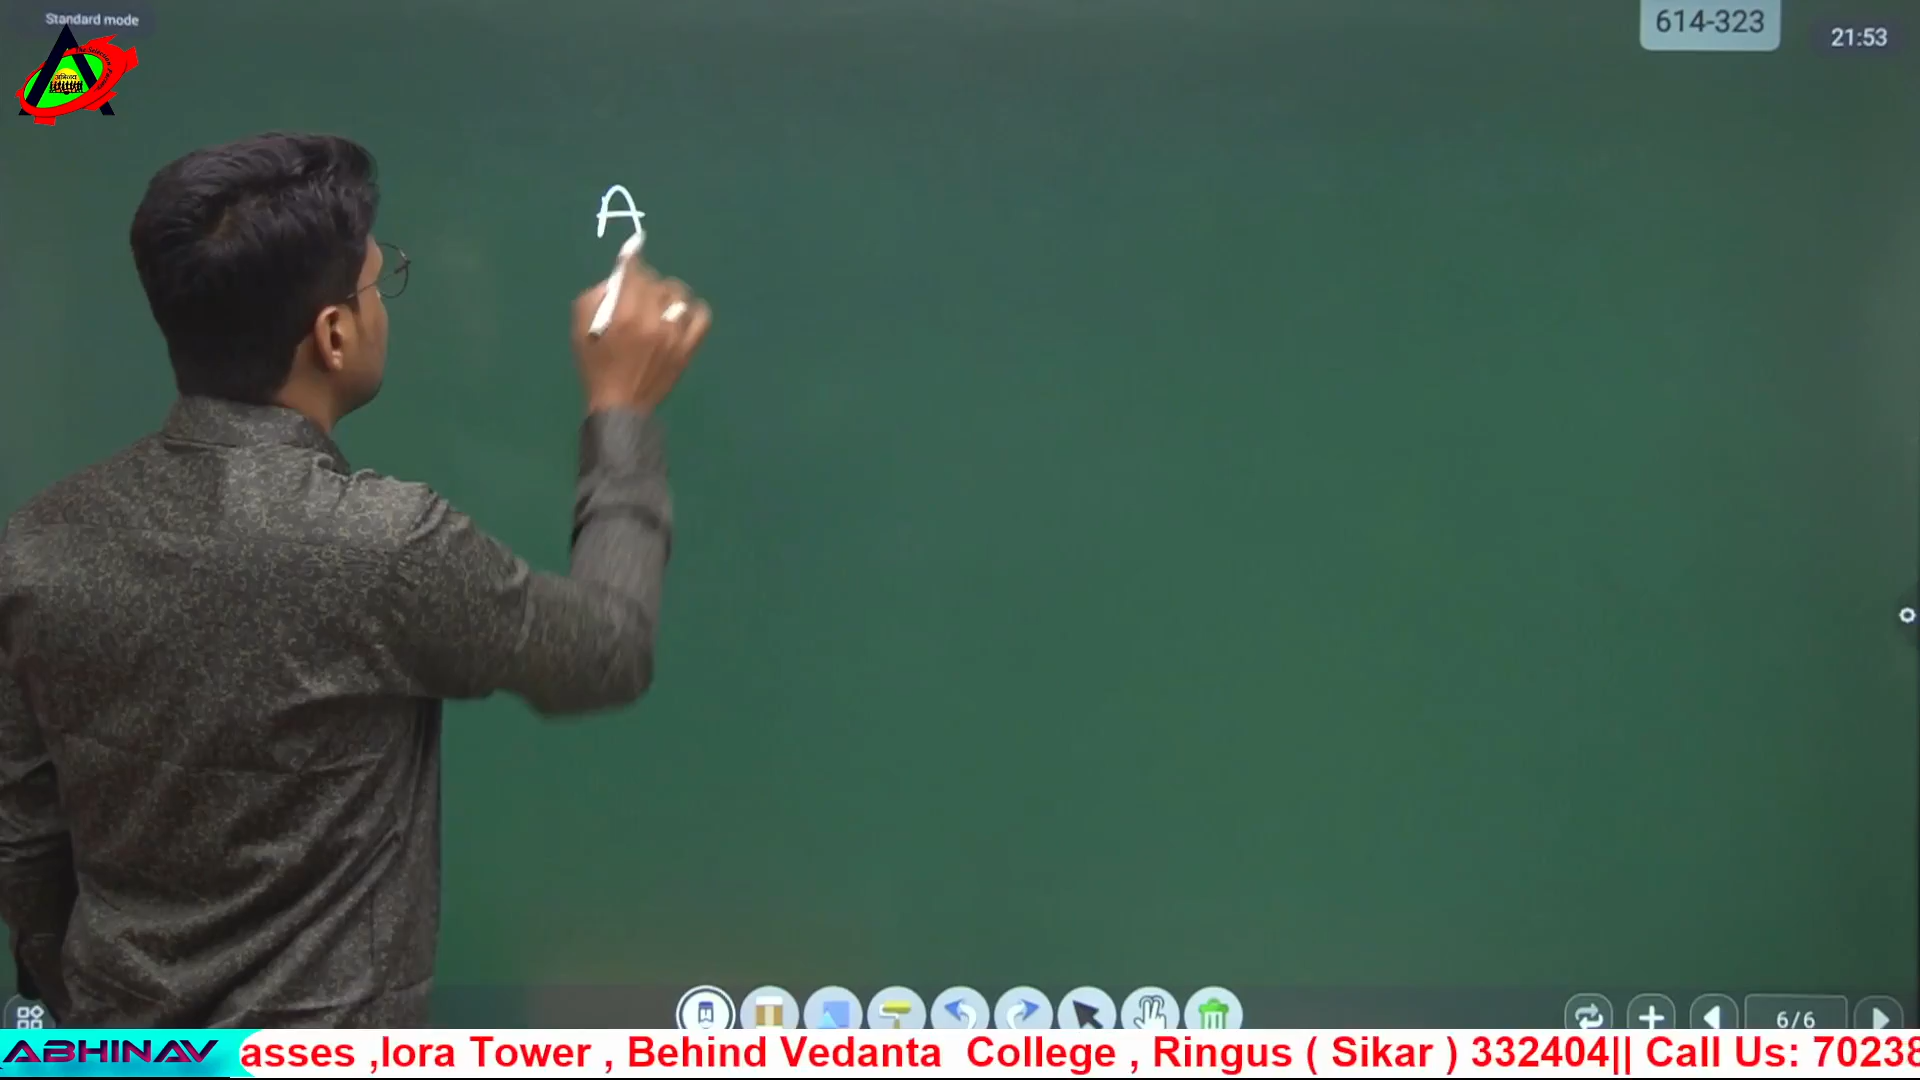 Standard mode
614-323
21:53
A
6/6
ABHINAV
asses ,lora Tower , Behind Vedanta College , Ringus ( Sikar ) 332404|| Call Us: 70238